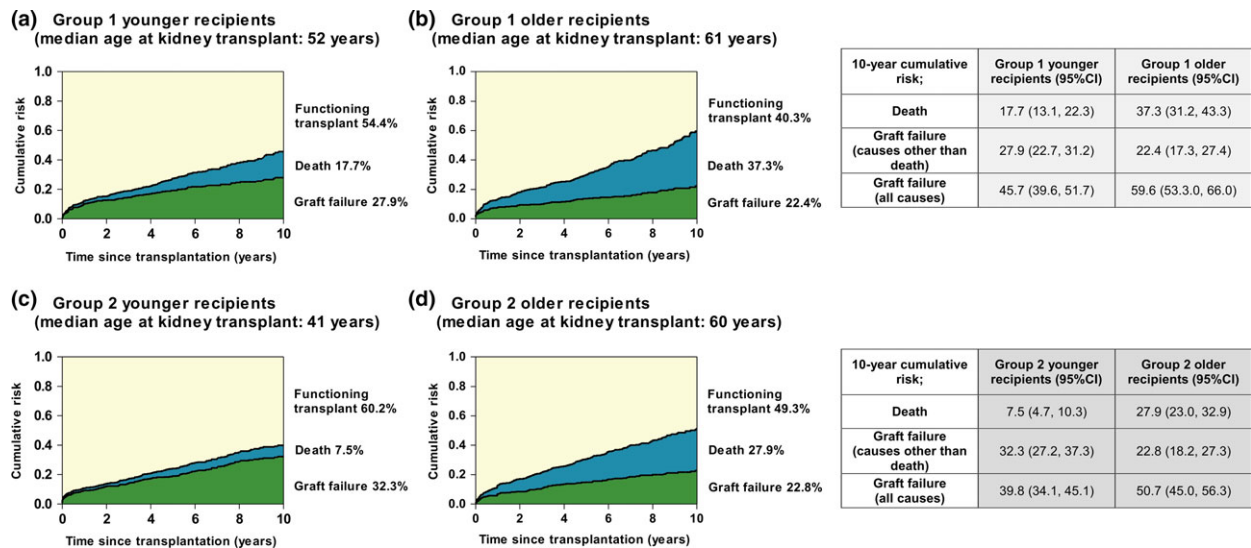 (a) Group 1 younger recipients
(median age at kidney transplant: 52 years)
1.0
0.8
0.6
0.4
0.2
0.0
Cumulative risk
0 2 4 6 8 10
Time since transplantation (years)
Functioning
transplant 54.4%
Death 17.7%
Graft failure 27.9%
(b) Group 1 older recipients
(median age at kidney transplant: 61 years)
1.0
0.8
0.6
0.4
0.2
0.0
Cumulative risk
0 2 4 6 8 10
Time since transplantation (years)
Functioning
transplant 40.3%
Death 37.3%
Graft failure 22.4%
10-year cumulative
risk;
Group 1 younger
recipients (95%CI)
Group 1 older
recipients (95%CI)
Death
17.7 (13.1, 22.3)
37.3 (31.2, 43.3)
Graft failure
(causes other than
death)
27.9 (22.7, 31.2)
22.4 (17.3, 27.4)
Graft failure
(all causes)
45.7 (39.6, 51.7)
59.6 (53.3.0, 66.0)
(c) Group 2 younger recipients
(median age at kidney transplant: 41 years)
1.0
0.8
0.6
0.4
0.2
0.0
Cumulative risk
0 2 4 6 8 10
Time since transplantation (years)
Functioning
transplant 60.2%
Death 7.5%
Graft failure 32.3%
(d) Group 2 older recipients
(median age at kidney transplant: 60 years)
1.0
0.8
0.6
0.4
0.2
0.0
Cumulative risk
0 2 4 6 8 10
Time since transplantation (years)
Functioning
transplant 49.3%
Death 27.9%
Graft failure 22.8%
10-year cumulative
risk;
Group 2 younger
recipients (95%CI)
Group 2 older
recipients (95%CI)
Death
7.5 (4.7, 10.3)
27.9 (23.0, 32.9)
Graft failure
(causes other than
death)
32.3 (27.2, 37.3)
22.8 (18.2, 27.3)
Graft failure
(all causes)
39.8 (34.1, 45.1)
50.7 (45.0, 56.3)